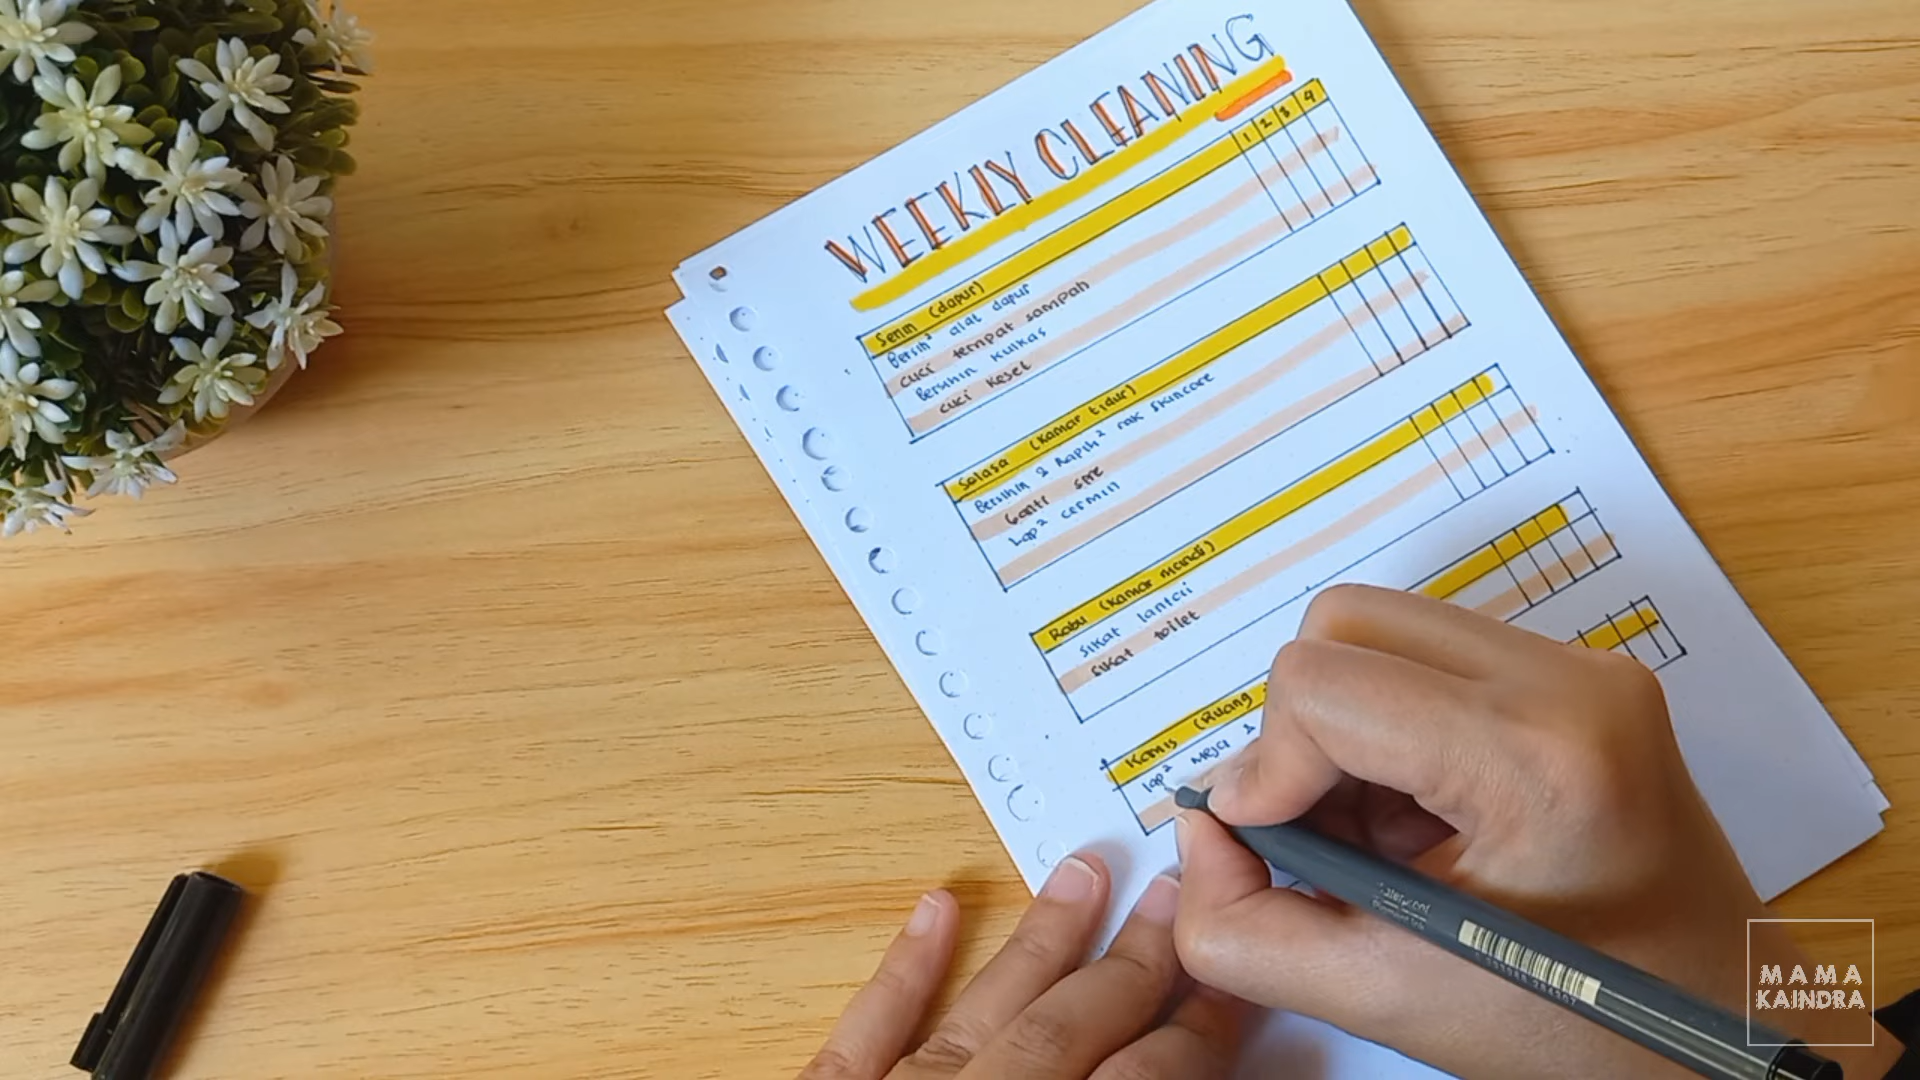 WEEKLY CLEANING
1 2 3 4
Senin (dapur)
Bersih² alat dapur
cuci tempat sampah
Bersihin kulkas
cuci keset
Selasa (kamar tidur)
Bersihin & Rapih² rak skincare
Ganti sprei
Lap² cermin
Rabu (kamar mandi)
sikat lantai
sikat toilet
Kamis (Ruang
lap² meja &
MAMA
KAINDRA